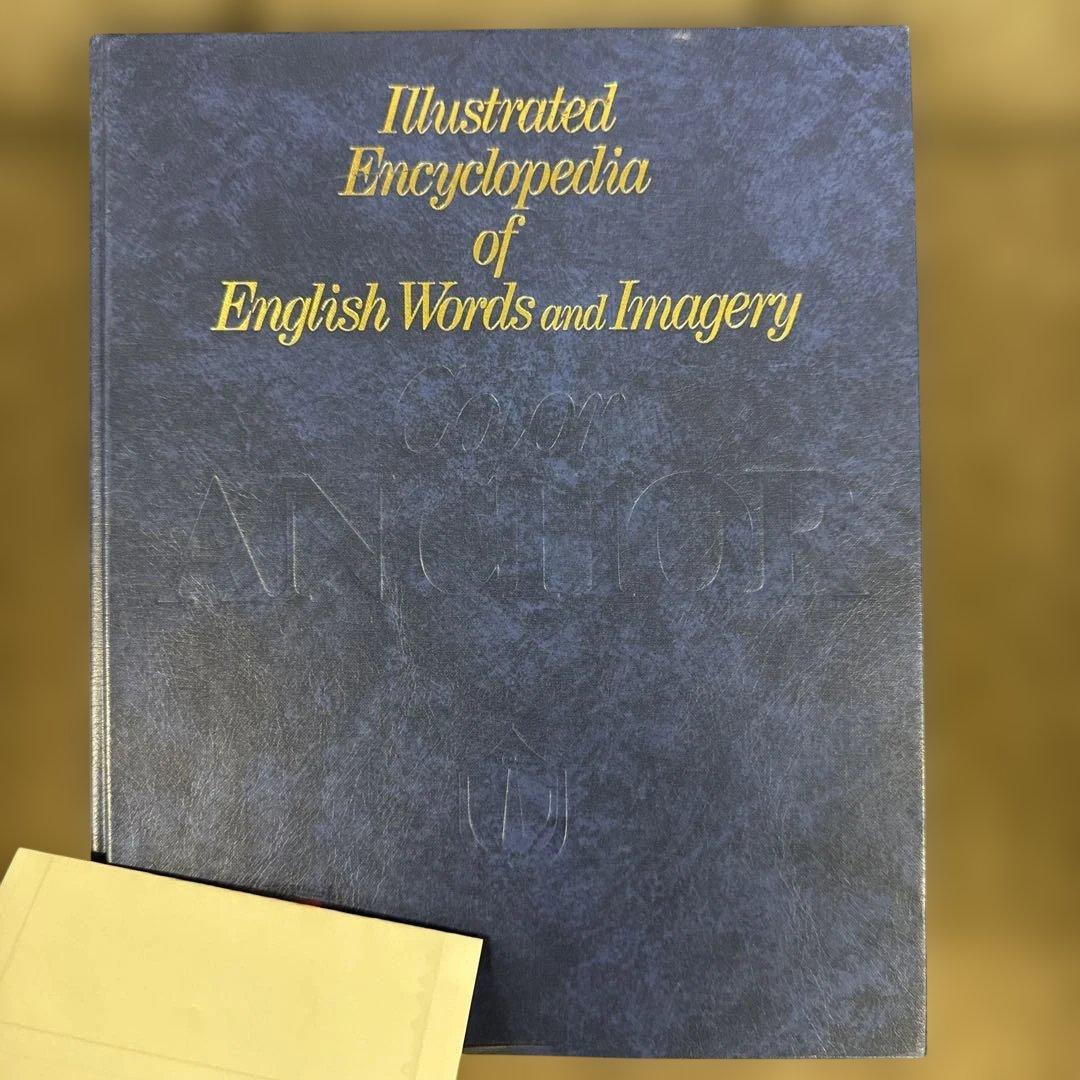 Illustrated
Encyclopedia
of
English Words and Imagery
Color
ANCHOR